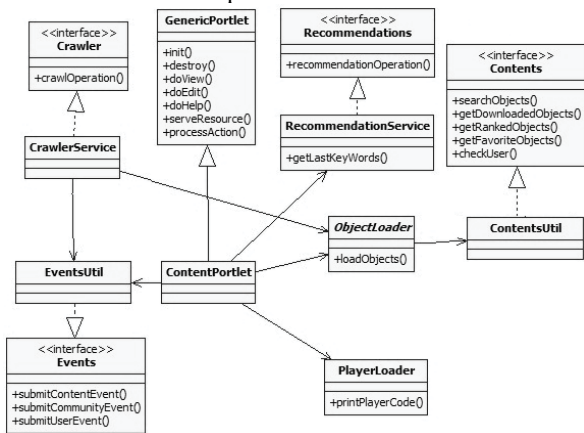 <<interface>>
Crawler
+crawlOperation()
GenericPortlet
+init()
+destroy()
+doView()
+doEdit()
+doHelp()
+serveResource()
+processAction()
<<interface>>
Recommendations
+recommendationOperation()
<<interface>>
Contents
+searchObjects()
+getDownloadedObjects()
+getRankedObjects()
+getFavoriteObjects()
+checkUser()
CrawlerService
RecommendationService
+getLastKeyWords()
ObjectLoader
+loadObjects()
ContentsUtil
EventsUtil
ContentPortlet
<<interface>>
Events
+submitContentEvent()
+submitCommunityEvent()
+submitUserEvent()
PlayerLoader
+printPlayerCode()